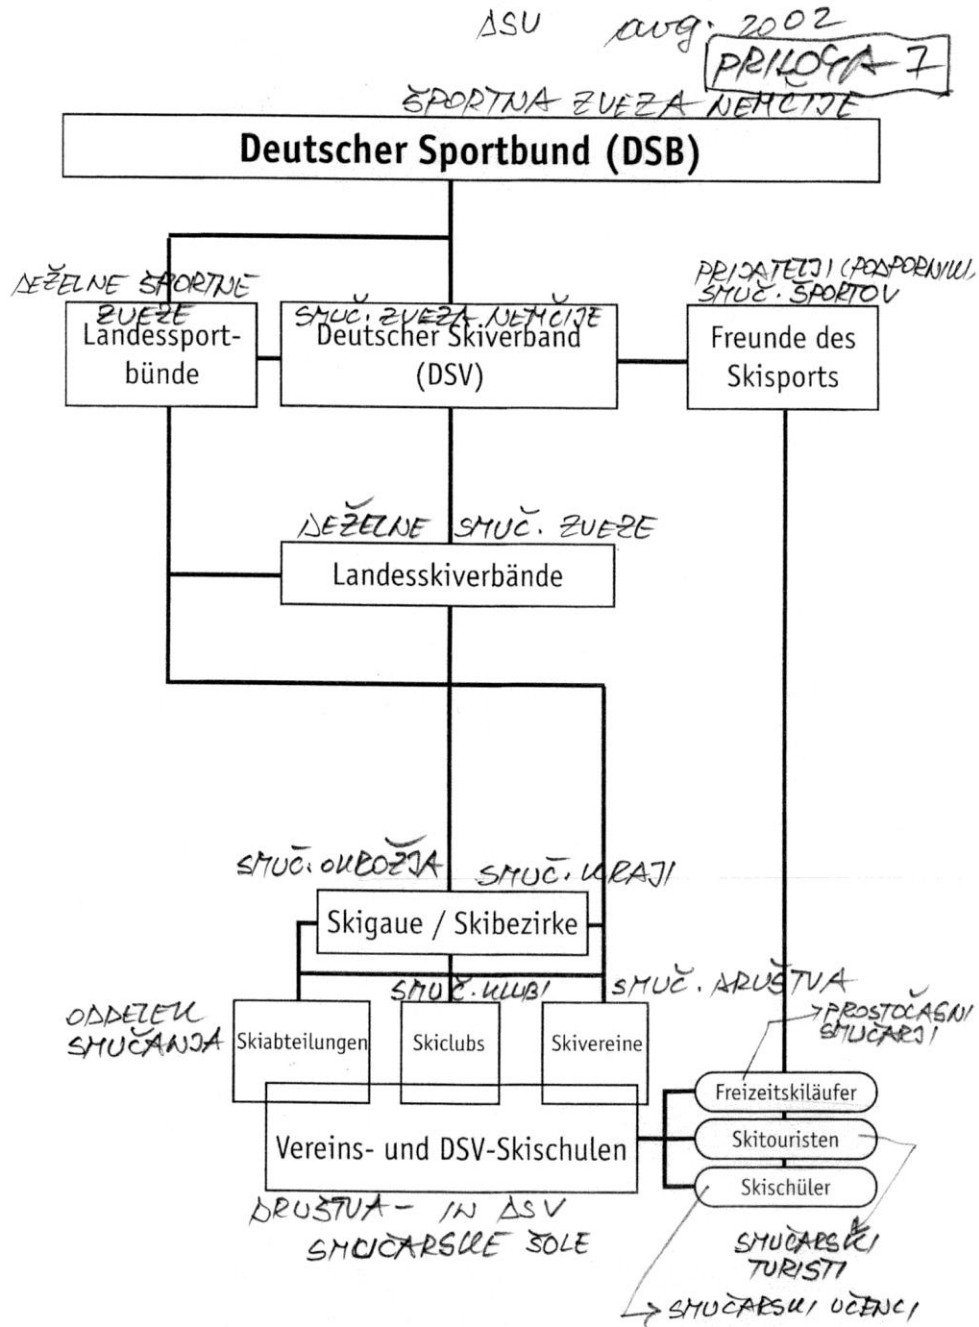 DSV avg. 2002
PRILOGA-7
ŠPORTNA ZVEZA NEMČIJE
Deutscher Sportbund (DSB)
DEŽELNE ŠPORTNE
ZVEZE
Landessport-
bünde
SMUČ. ZVEZA NEMČIJE
Deutscher Skiverband
(DSV)
PRIJATELJI (PODPORNIKI)
SMUČ. ŠPORTOV
Freunde des
Skisports
DEŽELNE SMUČ. ZVEZE
Landesskiverbände
SMUČ. OKROŽJA
SMUČ. KRAJI
Skigaue / Skibezirke
ODDELEK
SMUČANJA
Skiabteilungen
SMUČ. KLUBI
Skiclubs
SMUČ. DRUŠTVA
Skivereine
PROSTOČASNI
SMUČARJI
Freizeitskiläufer
Vereins- und DSV-Skischulen
Skitouristen
Skischüler
DRUŠTVA- IN DSV
SMUČARSKE ŠOLE
SMUČARSKI
TURISTI
SMUČARSKI UČENCI